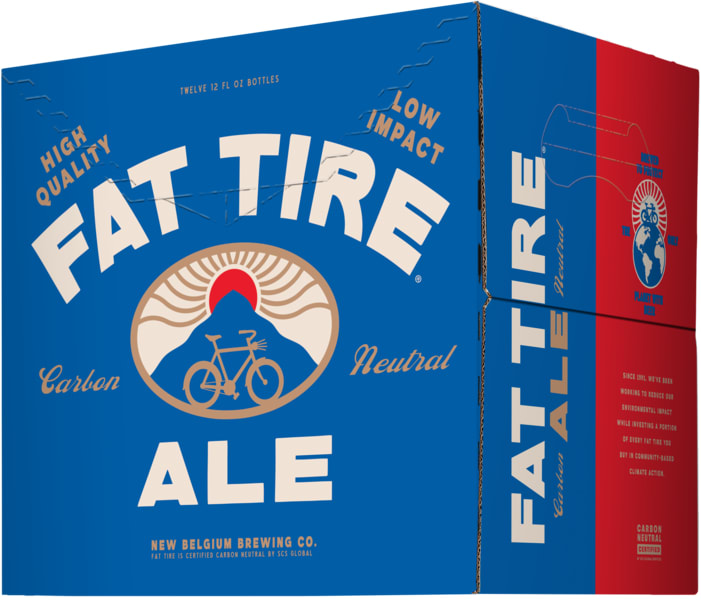 TWELVE 12 FL OZ BOTTLES
HIGH
QUALITY
LOW
IMPACT
FAT TIRE®
Carbon
Neutral
ALE
NEW BELGIUM BREWING CO.
FAT TIRE IS CERTIFIED CARBON NEUTRAL BY SCS GLOBAL
FAT TIRE®
Carbon ALE Neutral
SINCE 1991, WE'VE BEEN
WORKING TO REDUCE OUR
ENVIRONMENTAL IMPACT
WHILE INVESTING A PORTION
OF EVERY FAT TIRE YOU
BUY IN COMMUNITY-BASED
CLIMATE ACTION.
CARBON
NEUTRAL
CERTIFIED